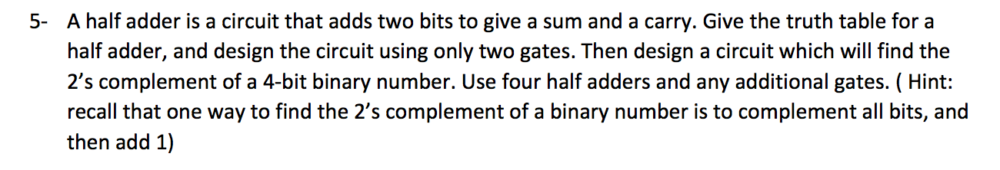 5- A half adder is a circuit that adds two bits to give a sum and a carry. Give the truth table for a
half adder, and design the circuit using only two gates. Then design a circuit which will find the
2’s complement of a 4-bit binary number. Use four half adders and any additional gates. ( Hint:
recall that one way to find the 2’s complement of a binary number is to complement all bits, and
then add 1)